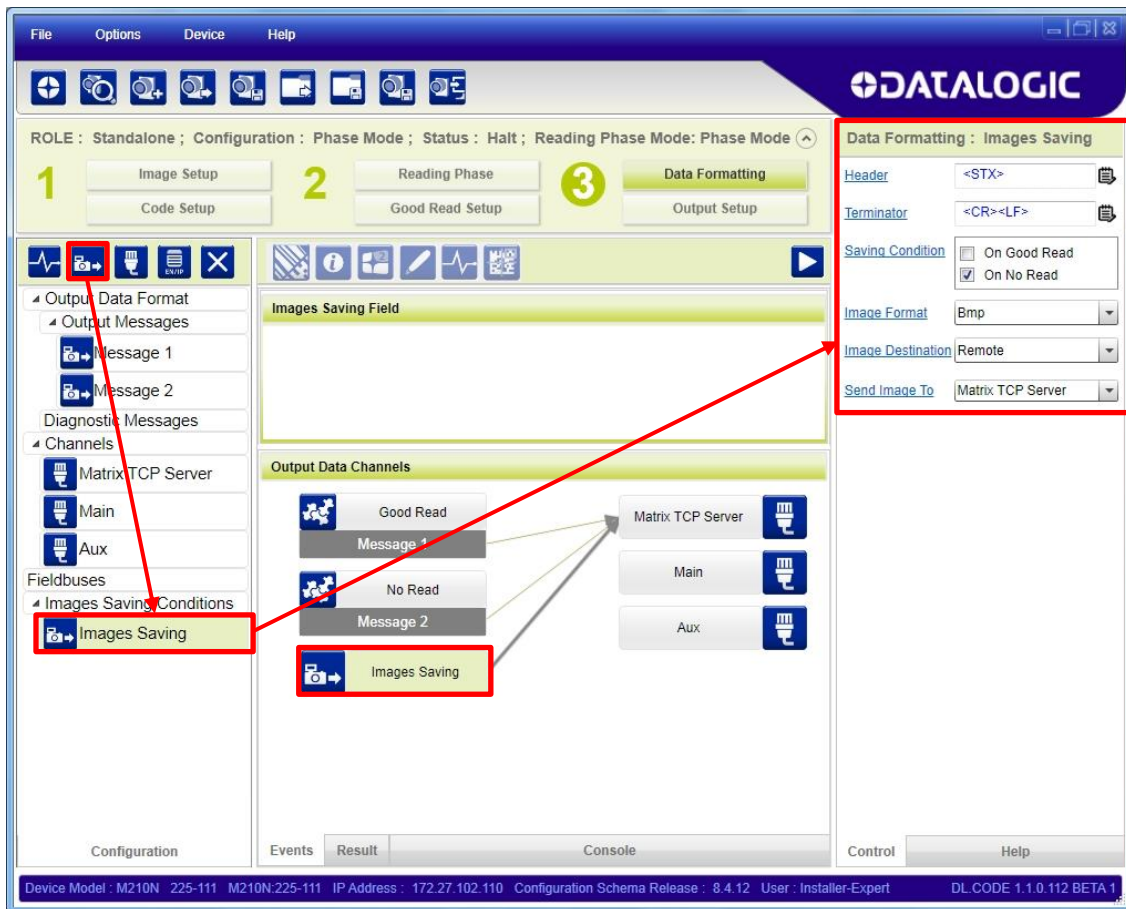 File Options Device Help
DATALOGIC
ROLE : Standalone ; Configuration : Phase Mode ; Status : Halt ; Reading Phase Mode: Phase Mode
1
Image Setup
Code Setup
2
Reading Phase
Good Read Setup
3
Data Formatting
Output Setup
EN/IP
Output Data Format
Output Messages
Message 1
Message 2
Diagnostic Messages
Channels
Matrix TCP Server
Main
Aux
Fieldbuses
Images Saving Conditions
Images Saving
Configuration
Images Saving Field
Output Data Channels
Good Read
Message 1
No Read
Message 2
Images Saving
Matrix TCP Server
Main
Aux
Events Result Console
Data Formatting : Images Saving
Header <STX>
Terminator <CR><LF>
Saving Condition On Good Read
On No Read
Image Format Bmp
Image Destination Remote
Send Image To Matrix TCP Server
Control Help
Device Model : M210N 225-111 M210N:225-111 IP Address : 172.27.102.110 Configuration Schema Release : 8.4.12 User : Installer-Expert DL.CODE 1.1.0.112 BETA 1